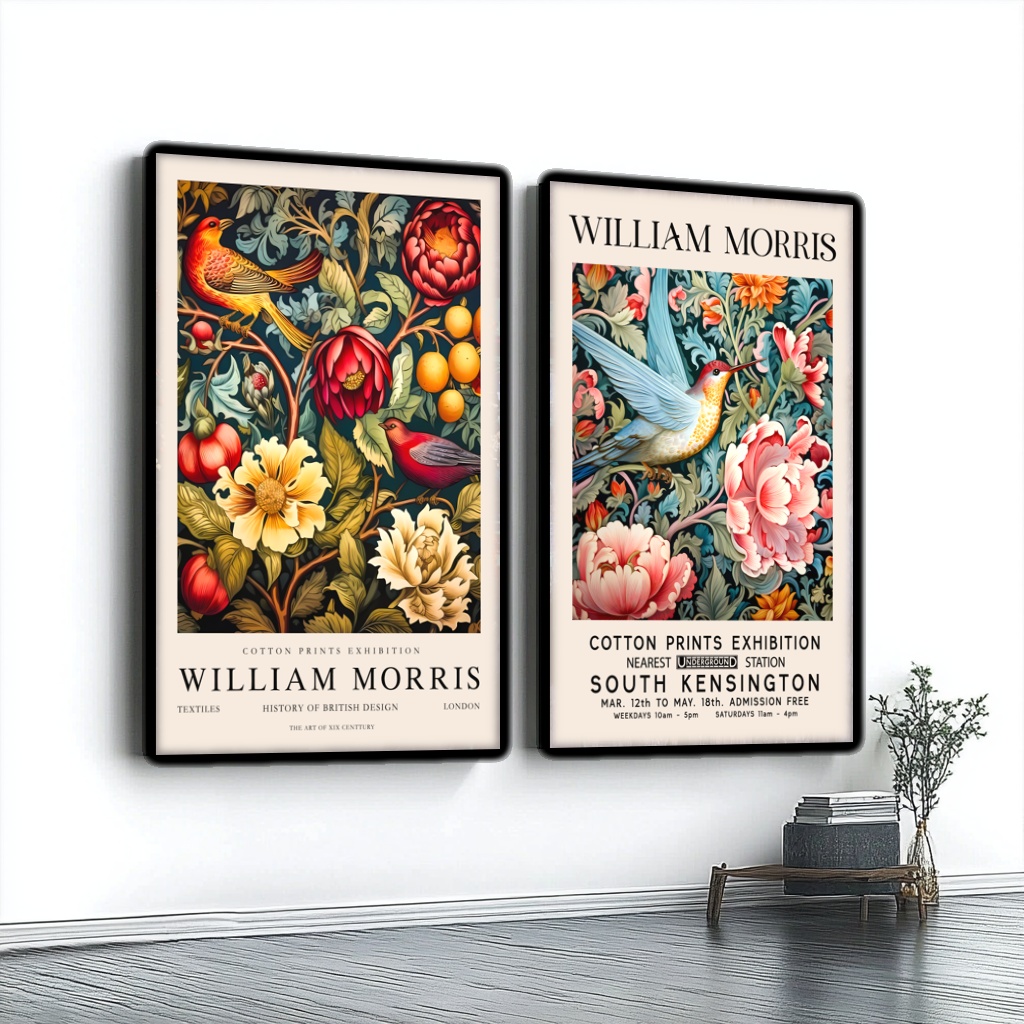 COTTON PRINTS EXHIBITION
WILLIAM MORRIS
TEXTILES HISTORY OF BRITISH DESIGN LONDON
THE ART OF XIX CENTTURY
WILLIAM MORRIS
COTTON PRINTS EXHIBITION
NEAREST UNDERGROUND STATION
SOUTH KENSINGTON
MAR. 12th TO MAY. 18th. ADMISSION FREE
WEEKDAYS 10am - 5pm SATURDAYS 11am - 4pm